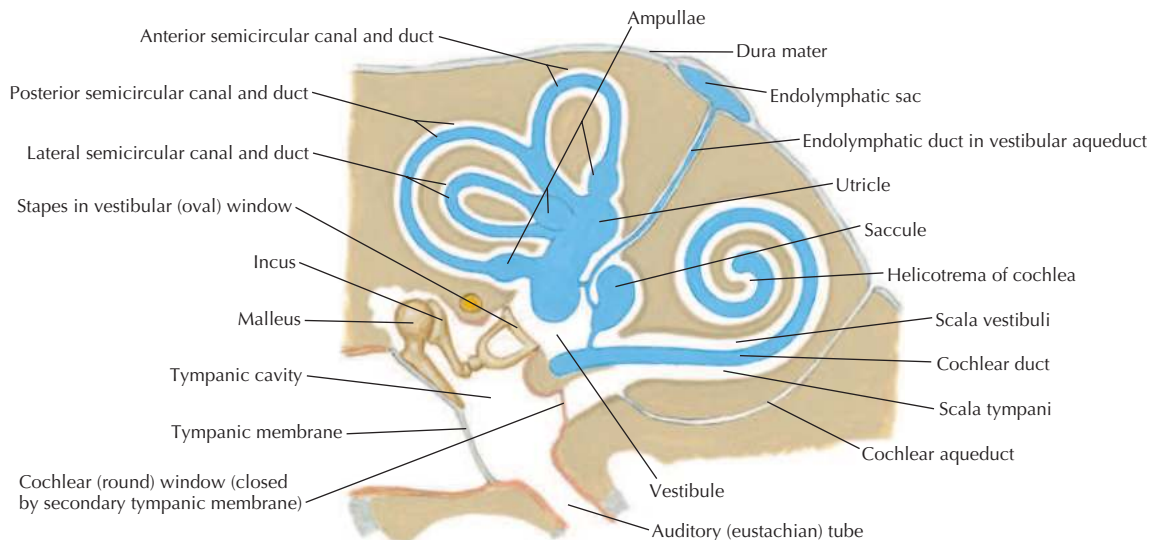 Ampullae
Anterior semicircular canal and duct
Dura mater
Posterior semicircular canal and duct
Endolymphatic sac
Endolymphatic duct in vestibular aqueduct
Lateral semicircular canal and duct
Utricle
Stapes in vestibular (oval) window
Saccule
Incus
Helicotrema of cochlea
Malleus
Scala vestibuli
Cochlear duct
Tympanic cavity
Scala tympani
Tympanic membrane
Cochlear aqueduct
Cochlear (round) window (closed
by secondary tympanic membrane)
Vestibule
Auditory (eustachian) tube